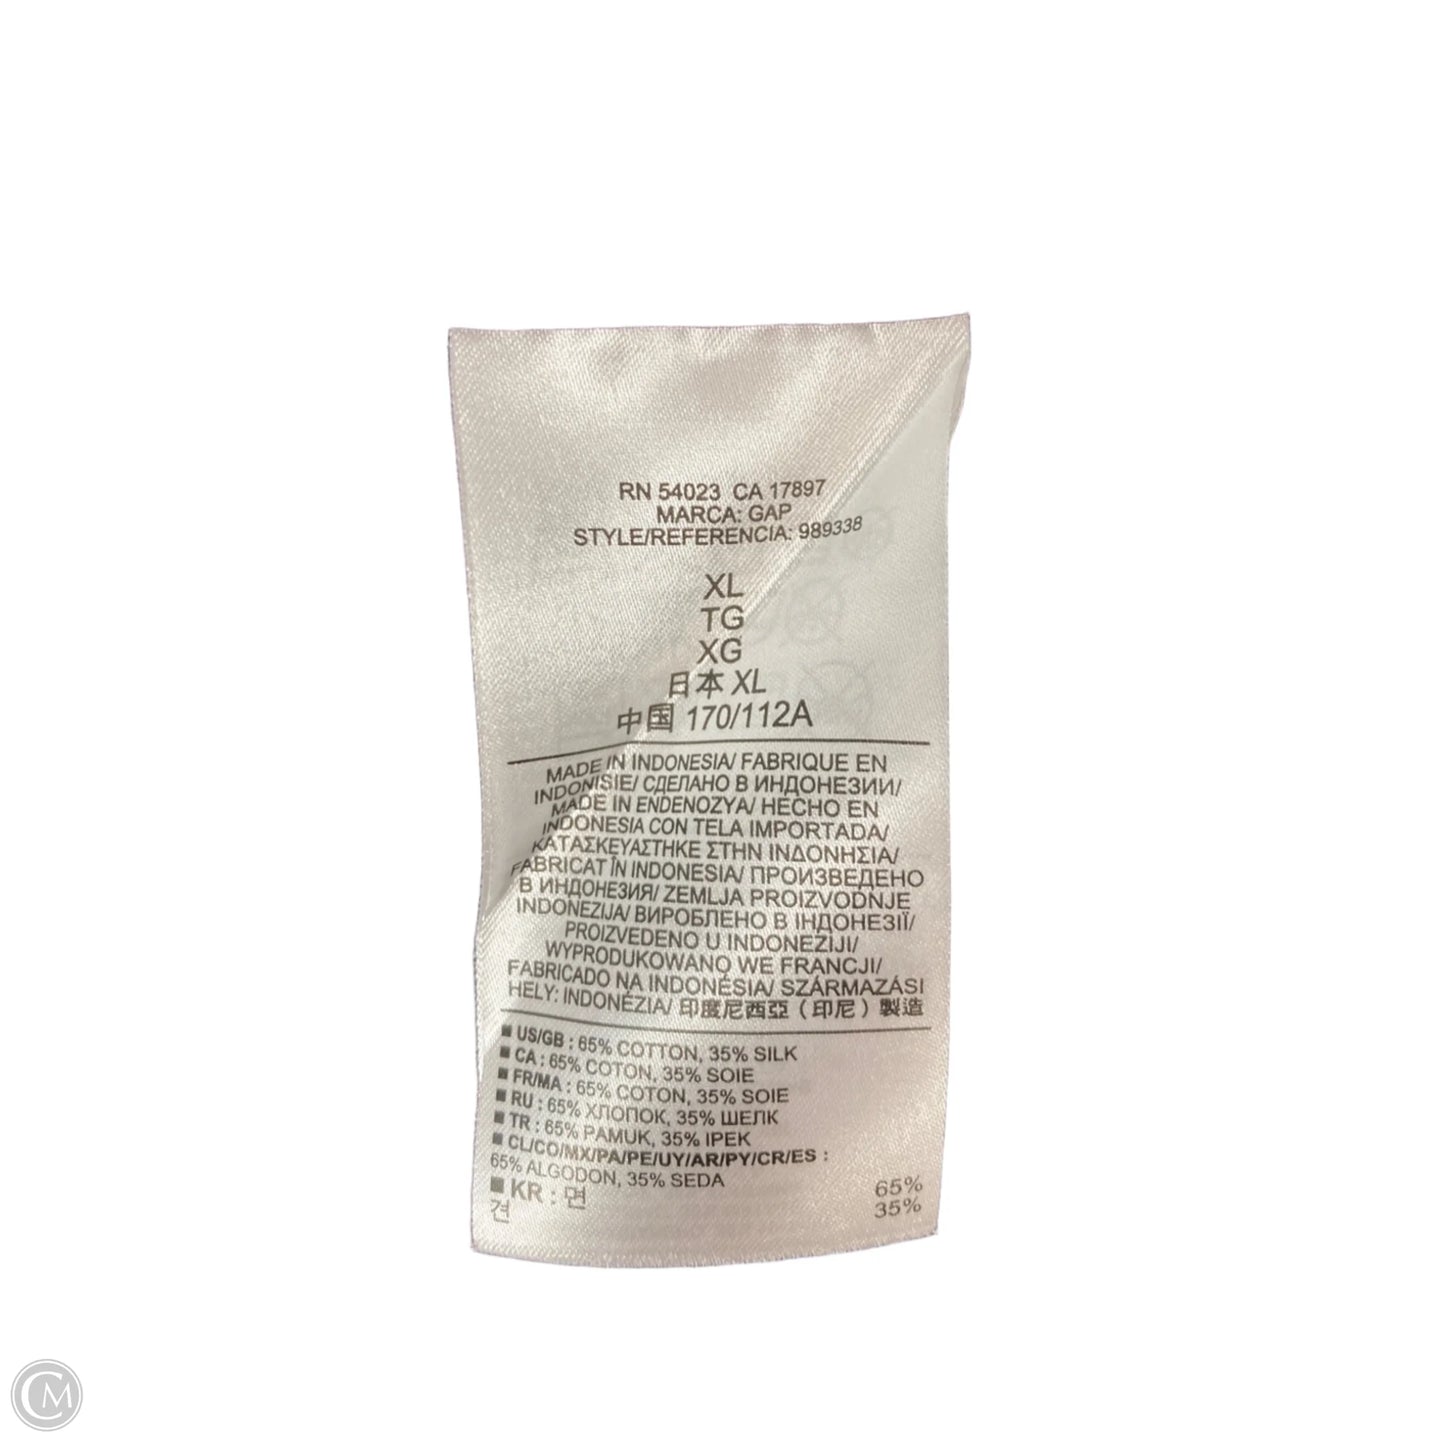 RN 54023 CA 17897
MARCA: GAP
STYLE/REFERENCIA: 989338
XL
TG
XG
日本 XL
中国 170/112A
MADE IN INDONESIA/ FABRIQUE EN
INDONISIE/ СДЕЛАНО В ИНДОНЕЗИИ/
MADE IN ENDENOZYA/ HECHO EN
INDONESIA CON TELA IMPORTADA/
ΚΑΤΑΣΚΕΥΑΣΤΗΚΕ ΣΤΗΝ ΙΝΔΟΝΗΣΙΑ/
FABRICAT ÎN INDONESIA/ ПРОИЗВЕДЕНО
В ИНДОНЕЗИЯ/ ZEMLJA PROIZVODNJE
INDONEZIJA/ ВИРОБЛЕНО В ІНДОНЕЗІЇ/
PROIZVEDENO U INDONEZIJI/
WYPRODUKOWANO WE FRANCJI/
FABRICADO NA INDONÉSIA/ SZÁRMAZÁSI
HELY: INDONÉZIA/ 印度尼西亞（印尼）製造
■ US/GB : 65% COTTON, 35% SILK
■ CA : 65% COTON, 35% SOIE
■ FR/MA : 65% COTON, 35% SOIE
■ RU : 65% ХЛОПОК, 35% ШЕЛК
■ TR : 65% PAMUK, 35% IPEK
■ CL/CO/MX/PA/PE/UY/AR/PY/CR/ES :
65% ALGODON, 35% SEDA
■ KR : 면 65%
견 35%
CM